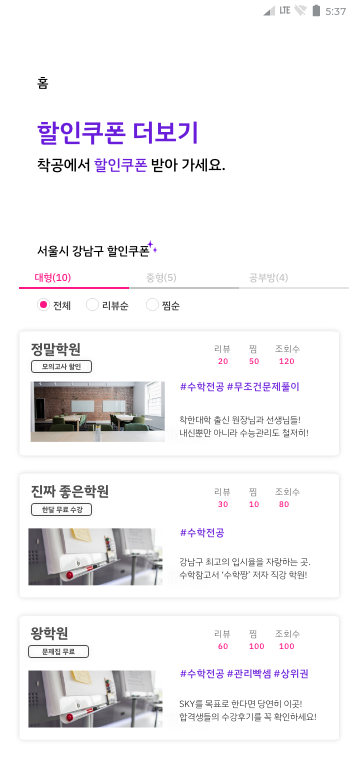 LTE 5:37
홈
할인쿠폰 더보기
착공에서 할인쿠폰 받아 가세요.
서울시 강남구 할인쿠폰
대형(10) 중형(5) 공부방(4)
전체 리뷰순 찜순
정말학원
모의고사 할인
리뷰 찜 조회수
20 50 120
#수학전공 #무조건문제풀이
착한대학 출신 원장님과 선생님들!
내신뿐만 아니라 수능관리도 철저히!
진짜 좋은학원
한달 무료 수강
리뷰 찜 조회수
30 10 80
#수학전공
강남구 최고의 입시율을 자랑하는 곳.
수학참고서 '수학짱' 저자 직강 학원!
왕학원
문제집 무료
리뷰 찜 조회수
60 100 100
#수학전공 #관리빡쎔 #상위권
SKY를 목표로 한다면 당연히 이곳!
합격생들의 수강후기를 꼭 확인하세요!